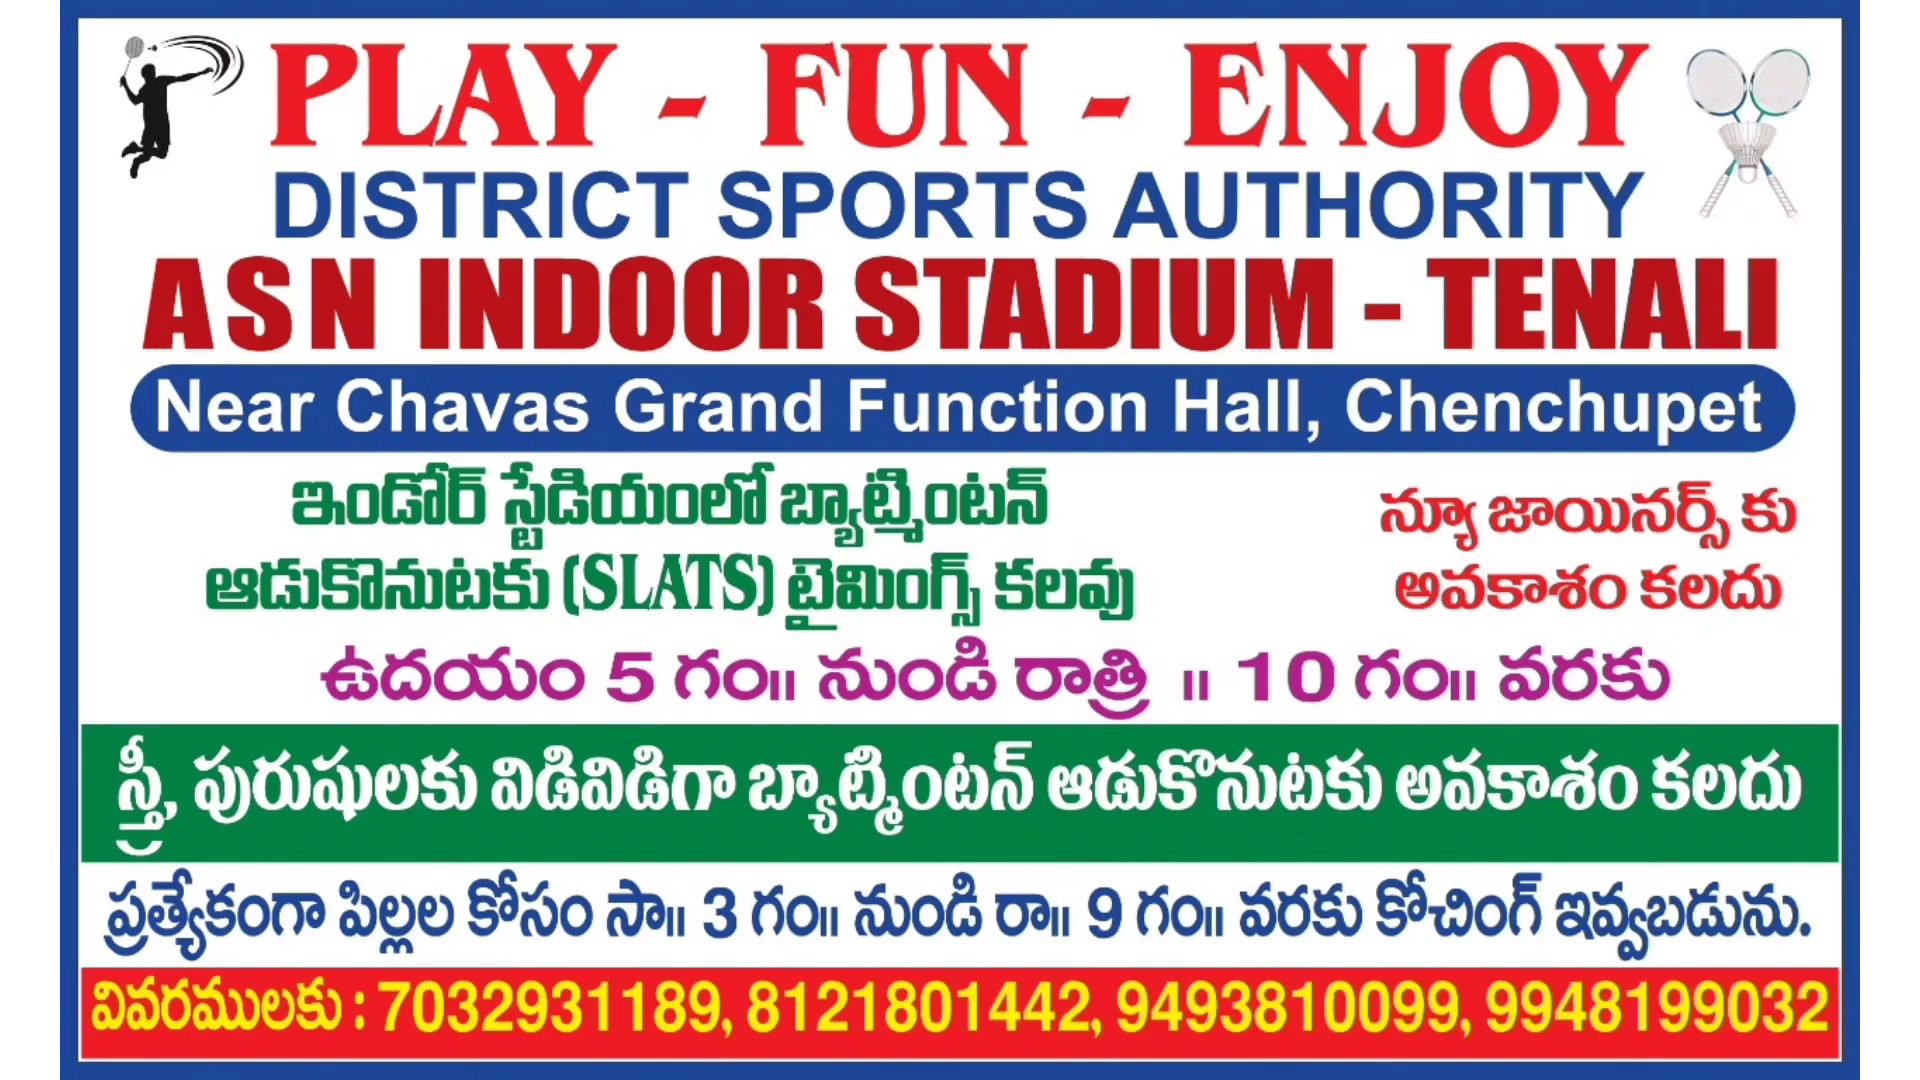 PLAY - FUN - ENJOY
DISTRICT SPORTS AUTHORITY
ASN INDOOR STADIUM - TENALI
Near Chavas Grand Function Hall, Chenchupet
ఇండోర్ స్టేడియంలో బ్యాట్మింటన్
ఆడుకొనుటకు (SLATS) టైమింగ్స్ కలవు
న్యూ జాయినర్స్ కు
అవకాశం కలదు
ఉదయం 5 గం॥ నుండి రాత్రి ॥ 10 గం॥ వరకు
స్త్రీ, పురుషులకు విడివిడిగా బ్యాట్మింటన్ ఆడుకొనుటకు అవకాశం కలదు
ప్రత్యేకంగా పిల్లల కోసం సా॥ 3 గం॥ నుండి రా॥ 9 గం॥ వరకు కోచింగ్ ఇవ్వబడును.
వివరములకు : 7032931189, 8121801442, 9493810099, 9948199032